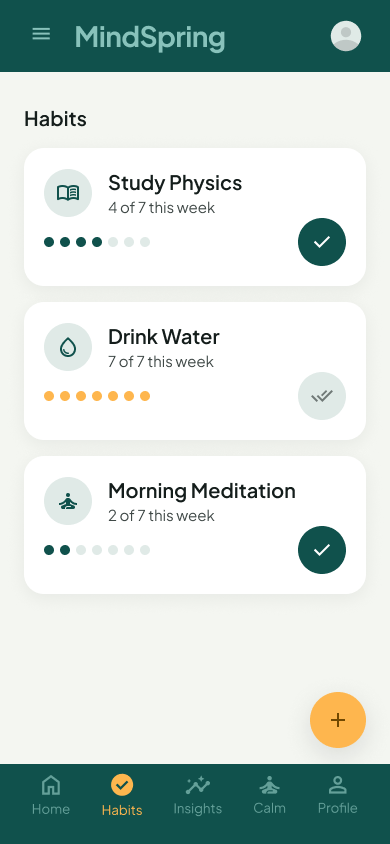 MindSpring
Habits
Study Physics
4 of 7 this week
Drink Water
7 of 7 this week
Morning Meditation
2 of 7 this week
Home
Habits
Insights
Calm
Profile